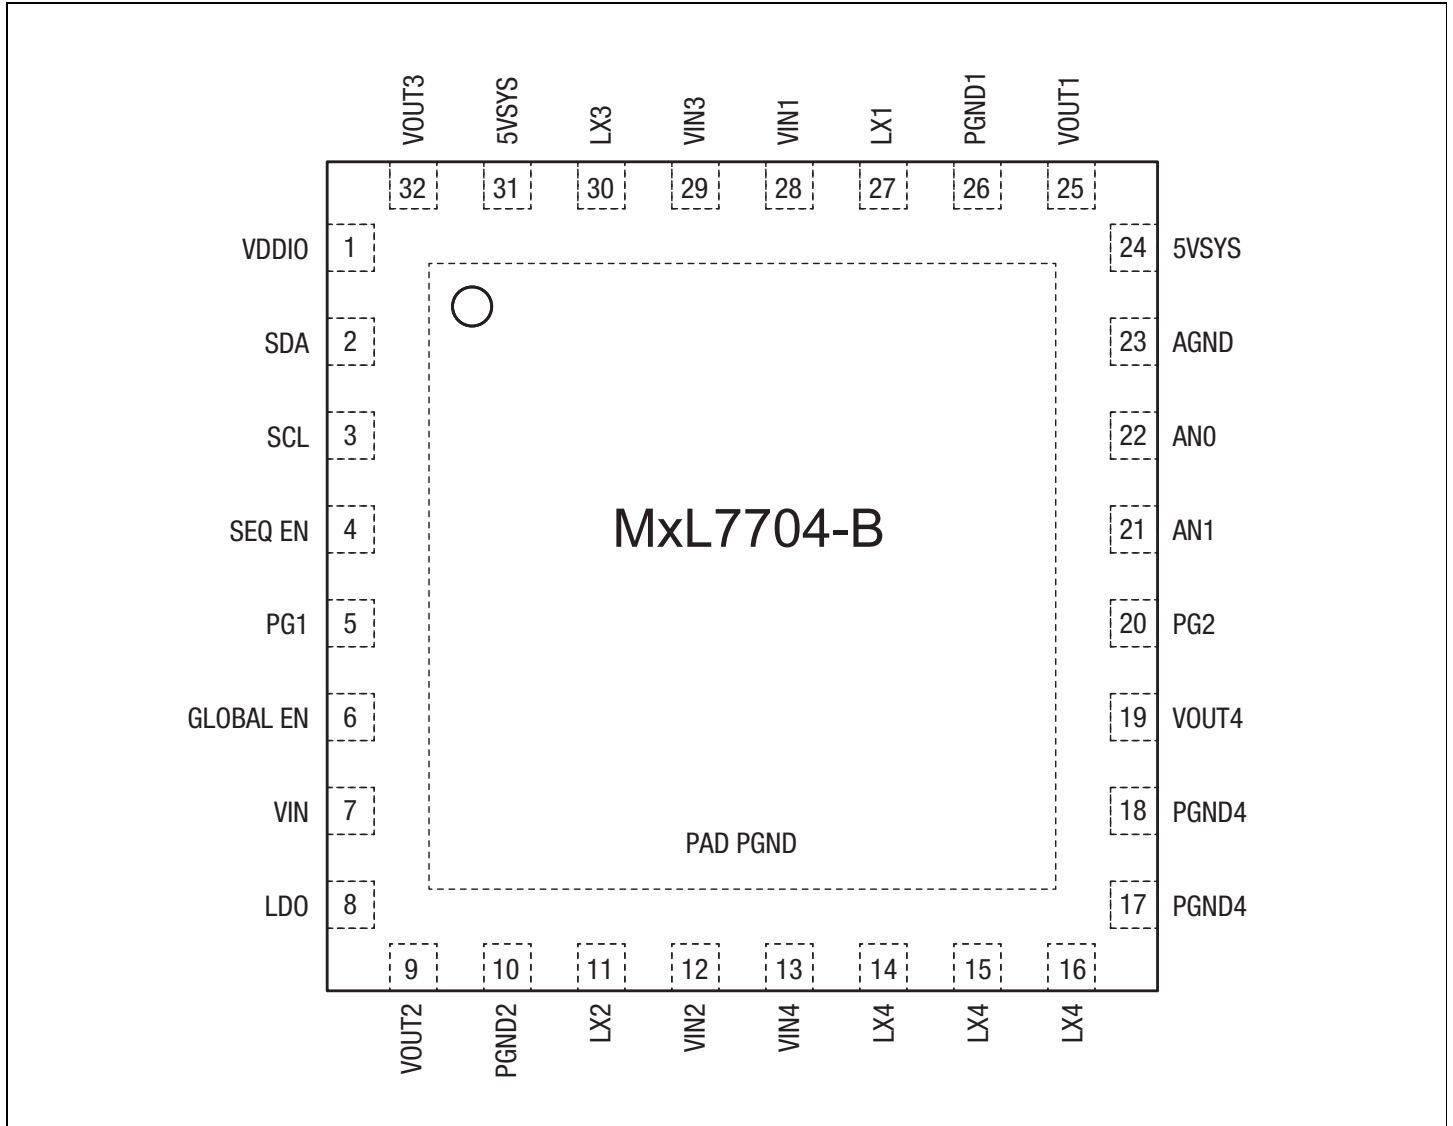 VOUT3 5VSYS LX3 VIN3 VIN1 LX1 PGND1 VOUT1
32 31 30 29 28 27 26 25
VDDIO 1 24 5VSYS
SDA 2 23 AGND
SCL 3 22 AN0
MxL7704-B
SEQ EN 4 21 AN1
PG1 5 20 PG2
GLOBAL EN 6 19 VOUT4
VIN 7 18 PGND4
PAD PGND
LDO 8 17 PGND4
9 10 11 12 13 14 15 16
VOUT2 PGND2 LX2 VIN2 VIN4 LX4 LX4 LX4